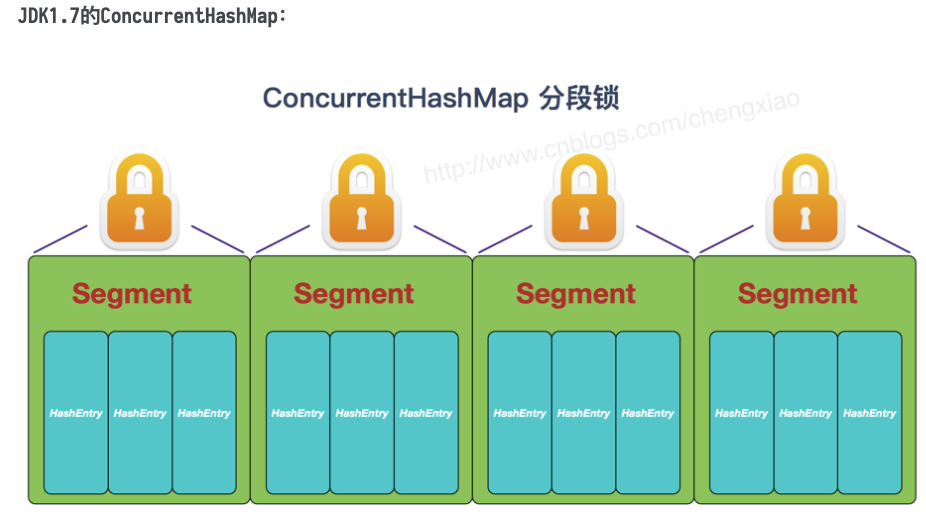 JDK1.7的ConcurrentHashMap:
ConcurrentHashMap 分段锁
http://www.cnblogs.com/chengxiao
Segment Segment Segment Segment
HashEntry HashEntry HashEntry HashEntry HashEntry HashEntry HashEntry HashEntry HashEntry HashEntry HashEntry HashEntry